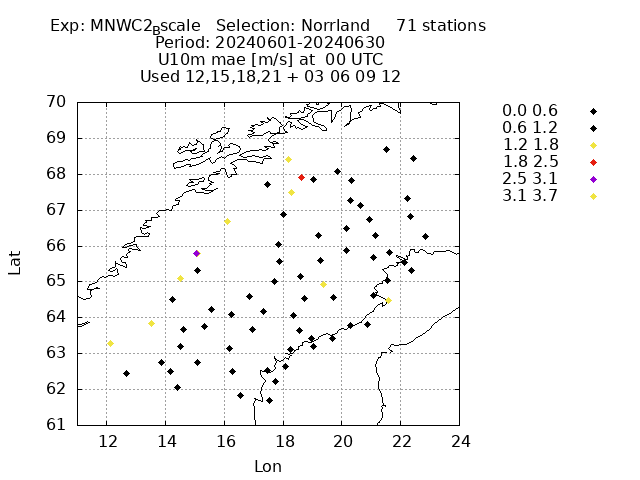 Exp: MNWC2Bscale Selection: Norrland 71 stations
Period: 20240601-20240630
U10m mae [m/s] at 00 UTC
Used 12,15,18,21 + 03 06 09 12
0.0 0.6
0.6 1.2
1.2 1.8
1.8 2.5
2.5 3.1
3.1 3.7
70
69
68
67
66
65
64
63
62
61
Lat
12 14 16 18 20 22 24
Lon